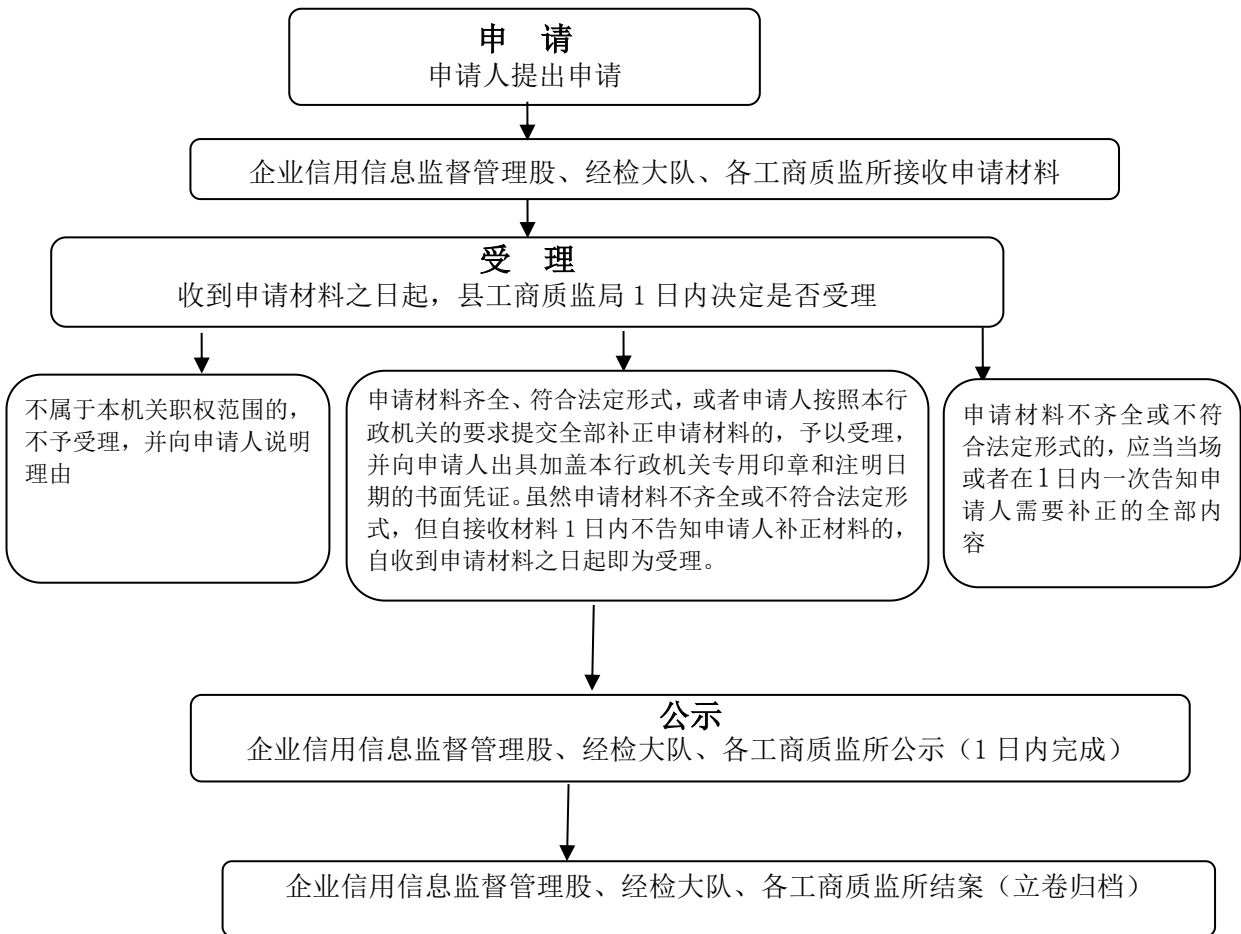 申 请
申请人提出申请
企业信用信息监督管理股、经检大队、各工商质监所接收申请材料
受 理
收到申请材料之日起，县工商质监局 1 日内决定是否受理
不属于本机关职权范围的，
不予受理，并向申请人说明
理由
申请材料齐全、符合法定形式，或者申请人按照本行
政机关的要求提交全部补正申请材料的，予以受理，
并向申请人出具加盖本行政机关专用印章和注明日
期的书面凭证。虽然申请材料不齐全或不符合法定形
式，但自接收材料 1 日内不告知申请人补正材料的，
自收到申请材料之日起即为受理。
申请材料不齐全或不符
合法定形式的，应当当场
或者在 1 日内一次告知申
请人需要补正的全部内
容
公示
企业信用信息监督管理股、经检大队、各工商质监所公示（1 日内完成）
企业信用信息监督管理股、经检大队、各工商质监所结案（立卷归档）